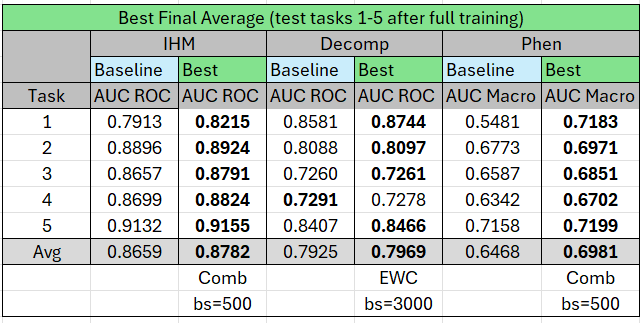 Best Final Average (test tasks 1-5 after full training)
IHM Decomp Phen
Baseline Best Baseline Best Baseline Best
Task AUC ROC AUC ROC AUC ROC AUC ROC AUC Macro AUC Macro
1 0.7913 0.8215 0.8581 0.8744 0.5481 0.7183
2 0.8896 0.8924 0.8088 0.8097 0.6773 0.6971
3 0.8657 0.8791 0.7260 0.7261 0.6587 0.6851
4 0.8699 0.8824 0.7291 0.7278 0.6342 0.6702
5 0.9132 0.9155 0.8407 0.8466 0.7158 0.7199
Avg 0.8659 0.8782 0.7925 0.7969 0.6468 0.6981
Comb EWC Comb
bs=500 bs=3000 bs=500